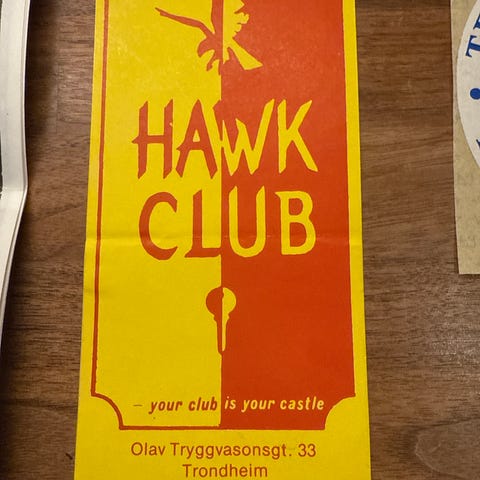 HAWK
CLUB
– your club is your castle
Olav Tryggvasonsgt. 33
Trondheim